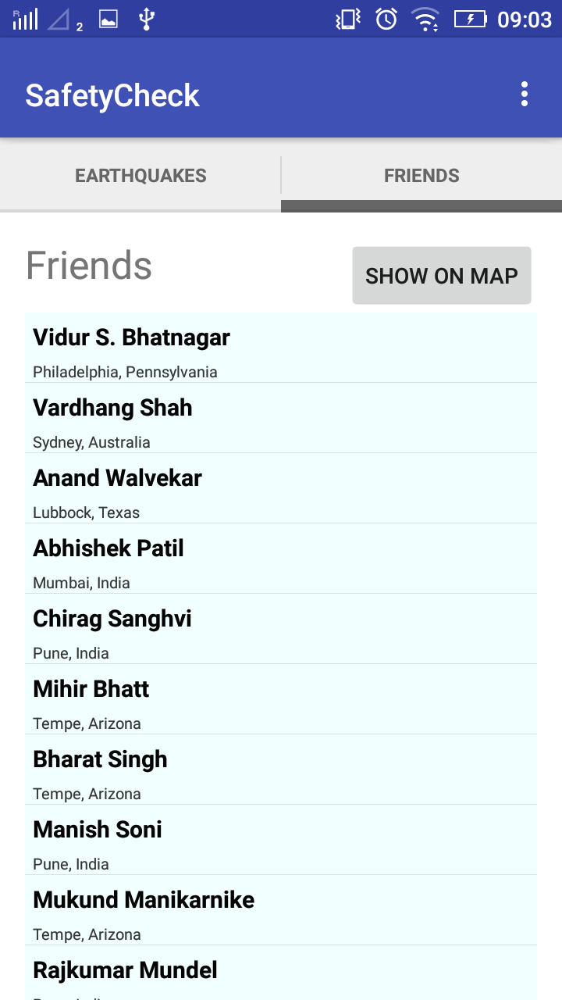 2 09:03
SafetyCheck
EARTHQUAKES FRIENDS
Friends SHOW ON MAP
Vidur S. Bhatnagar
Philadelphia, Pennsylvania
Vardhang Shah
Sydney, Australia
Anand Walvekar
Lubbock, Texas
Abhishek Patil
Mumbai, India
Chirag Sanghvi
Pune, India
Mihir Bhatt
Tempe, Arizona
Bharat Singh
Tempe, Arizona
Manish Soni
Pune, India
Mukund Manikarnike
Tempe, Arizona
Rajkumar Mundel